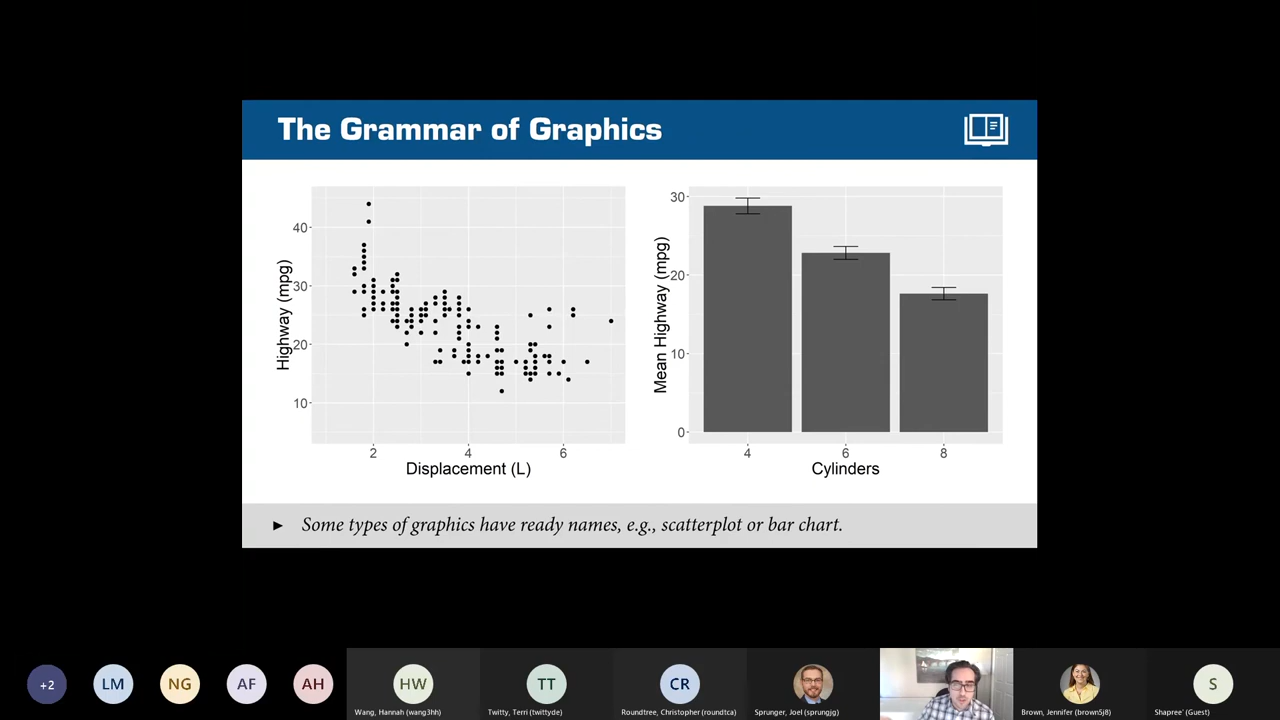 The Grammar of Graphics
40
30
20
10
Highway (mpg)
2 4 6
Displacement (L)
30
20
10
0
Mean Highway (mpg)
4 6 8
Cylinders
► Some types of graphics have ready names, e.g., scatterplot or bar chart.
+2 LM NG AF AH HW TT CR S
Wang, Hannah (wang3hh) Twitty, Terri (twittyde) Roundtree, Christopher (roundtca) Sprunger, Joel (sprungjg) Brown, Jennifer (brown5j8) Shapree' (Guest)